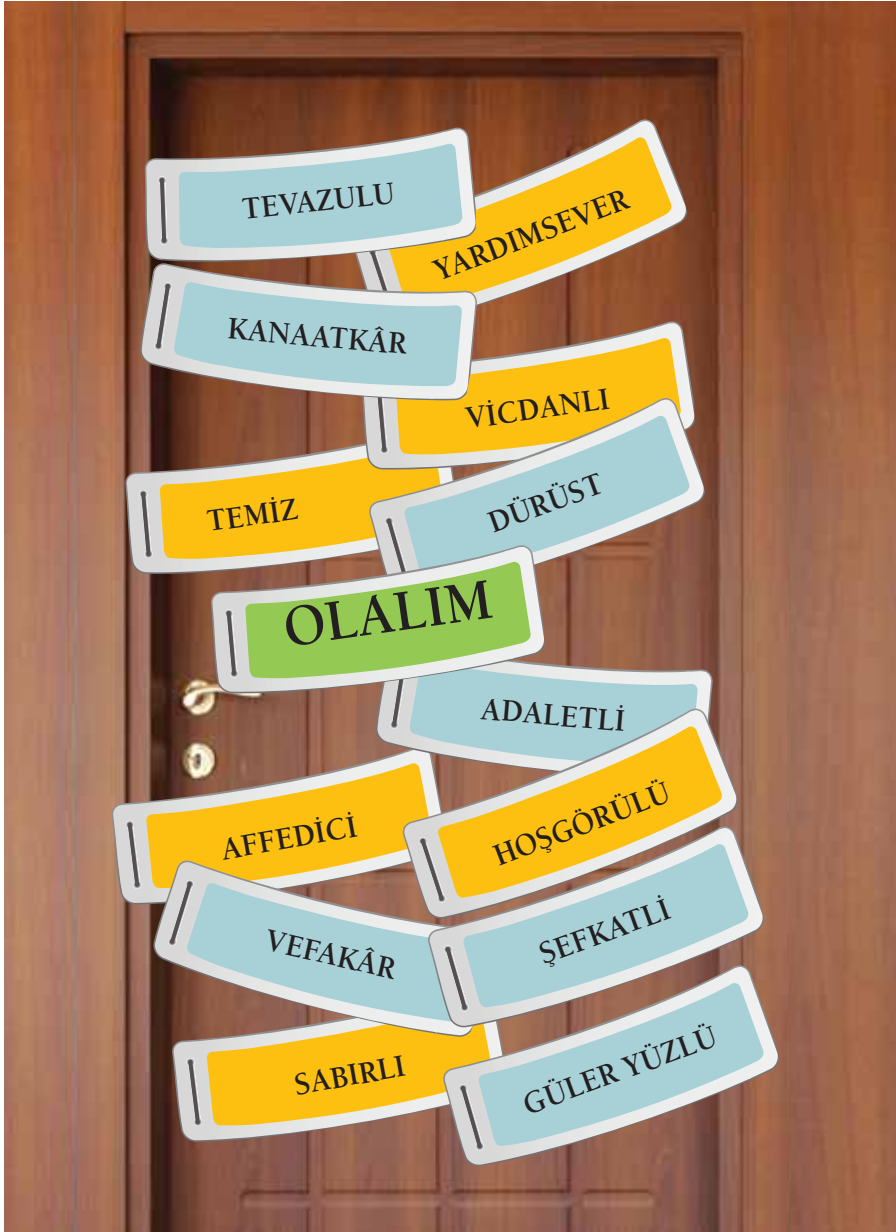 TEVAZULU
YARDIMSEVER
KANAATKÂR
VİCDANLI
TEMİZ
DÜRÜST
OLALIM
ADALETLİ
AFFEDİCİ
HOŞGÖRÜLÜ
VEFAKÂR
ŞEFKATLİ
SABIRLI
GÜLER YÜZLÜ